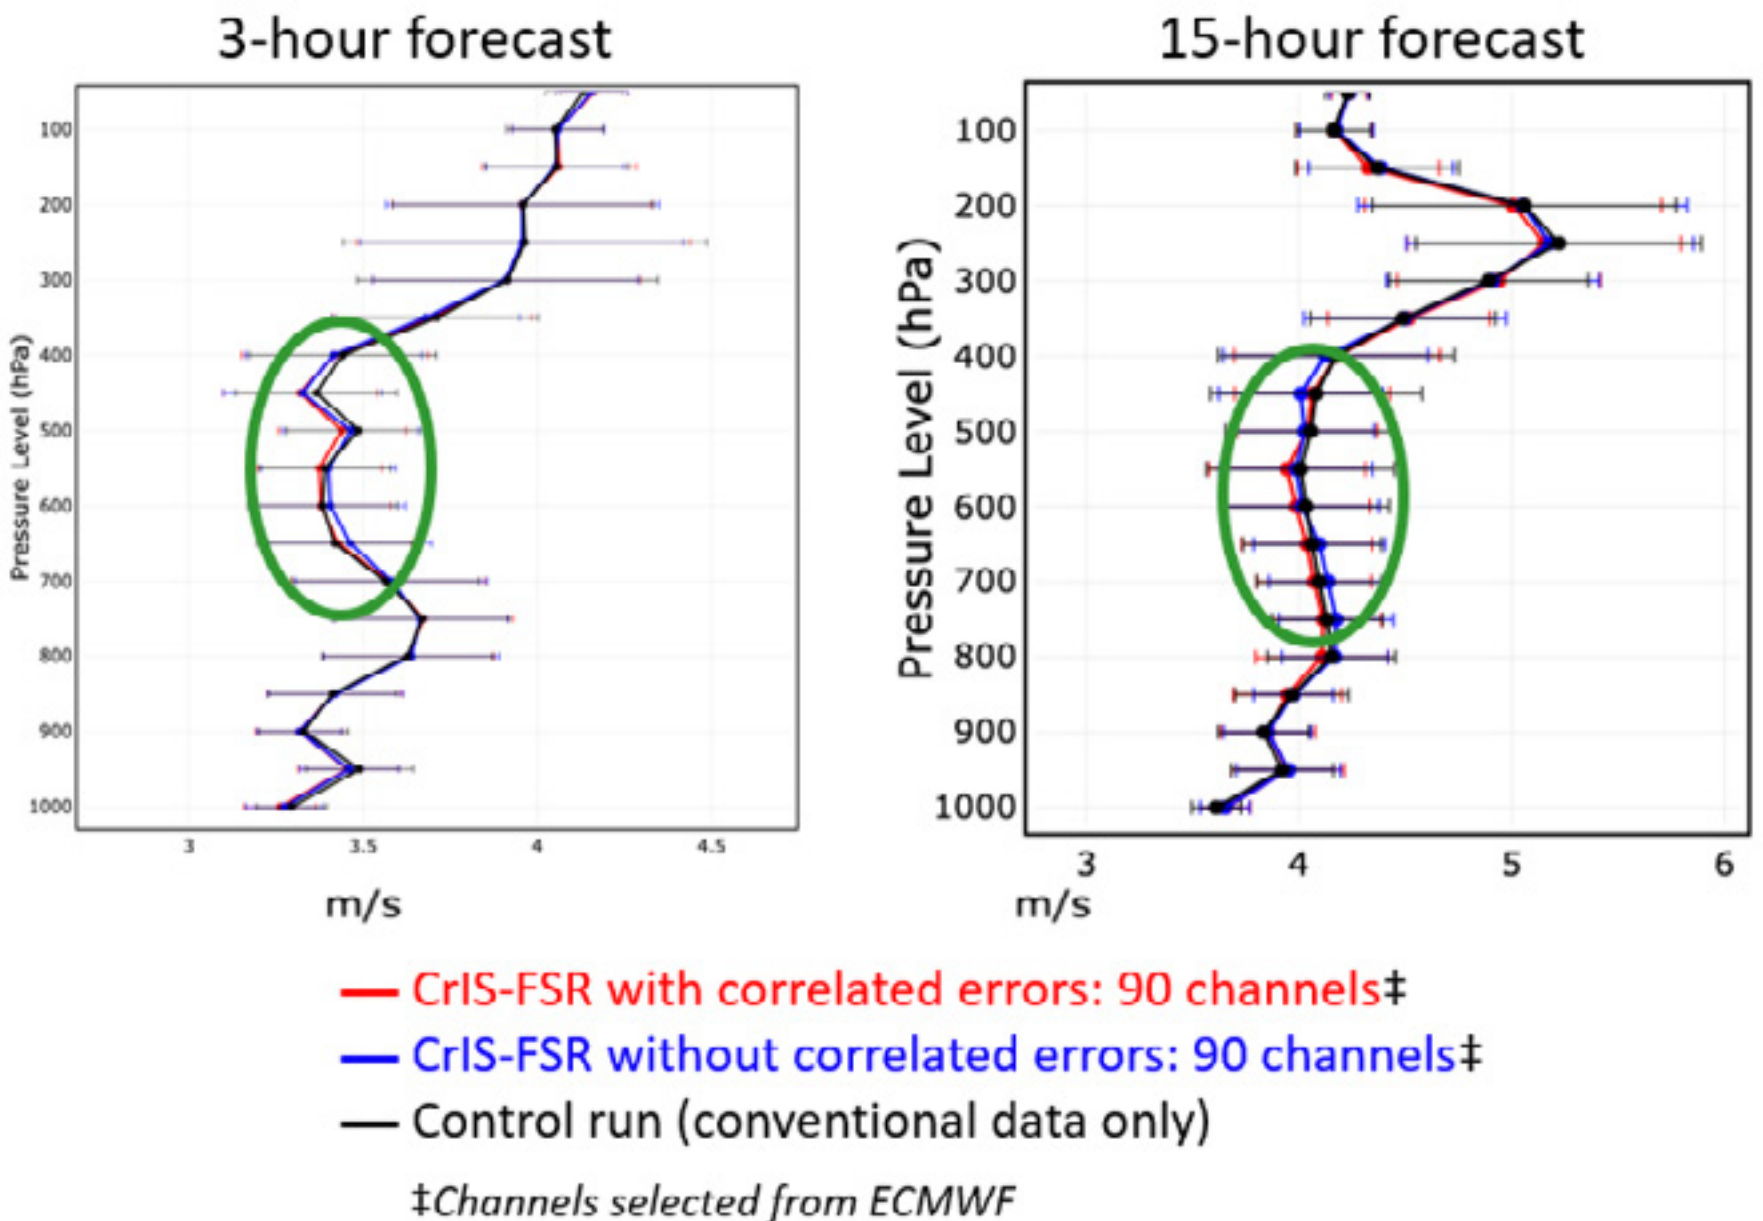 3-hour forecast
15-hour forecast
Pressure Level (hPa)
100
200
300
400
500
600
700
800
900
1000
3
3.5
4
4.5
m/s
Pressure Level (hPa)
100
200
300
400
500
600
700
800
900
1000
3
4
5
6
m/s
CrIS-FSR with correlated errors: 90 channels‡
CrIS-FSR without correlated errors: 90 channels‡
Control run (conventional data only)
‡Channels selected from ECMWF